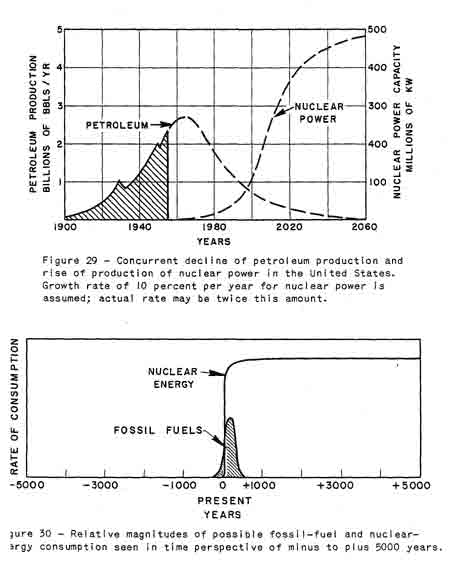 5
4
3
2
1
PETROLEUM PRODUCTION
BILLIONS OF BBLS / YR
PETROLEUM
NUCLEAR
POWER
500
400
300
400
100
NUCLEAR POWER CAPACITY
MILLIONS OF KW
1900 1940 1980 2020 2060
YEARS
Figure 29 - Concurrent decline of petroleum production and
rise of production of nuclear power in the United States.
Growth rate of 10 percent per year for nuclear power is
assumed; actual rate may be twice this amount.
RATE OF CONSUMPTION
NUCLEAR
ENERGY
FOSSIL FUELS
-5000 -1000 0 +1000 +5000
PRESENT
YEARS
gure 30 - Relative magnitudes of possible fossil-fuel and nuclear-
ergy consumption seen in time perspective of minus to plus 5000 years.